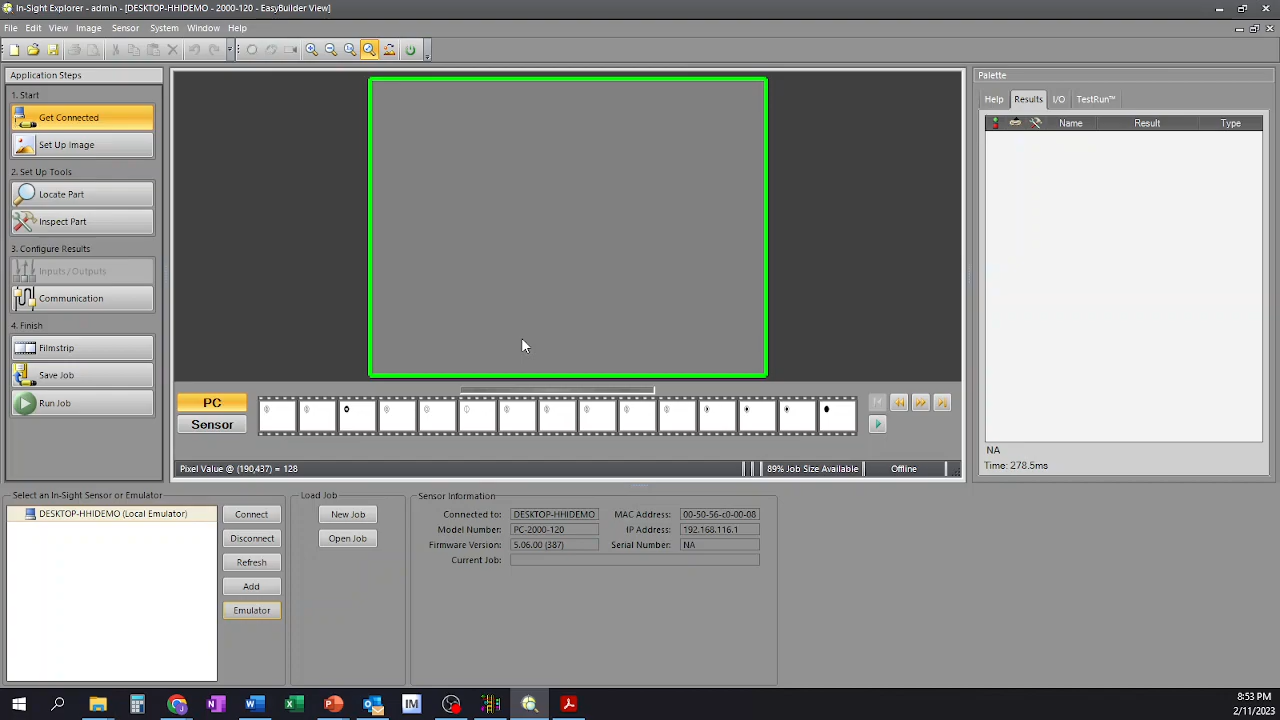 In-Sight Explorer - admin - [DESKTOP-HHIDEMO - 2000-120 - EasyBuilder View]
File Edit View Image Sensor System Window Help
Application Steps
1. Start
Get Connected
Set Up Image
2. Set Up Tools
Locate Part
Inspect Part
3. Configure Results
Inputs / Outputs
Communication
4. Finish
Filmstrip
Save Job
Run Job
PC
Sensor
Pixel Value @ (190,437) = 128
89% Job Size Available
Offline
Palette
Help Results I/O TestRun™
Name Result Type
NA
Time: 278.5ms
Select an In-Sight Sensor or Emulator
DESKTOP-HHIDEMO (Local Emulator)
Connect
Disconnect
Refresh
Add
Emulator
Load Job
New Job
Open Job
Sensor Information
Connected to: DESKTOP-HHIDEMO MAC Address: 00-50-56-c0-00-08
Model Number: PC-2000-120 IP Address: 192.168.116.1
Firmware Version: 5.06.00 (387) Serial Number: NA
Current Job:
IM
8:53 PM
2/11/2023